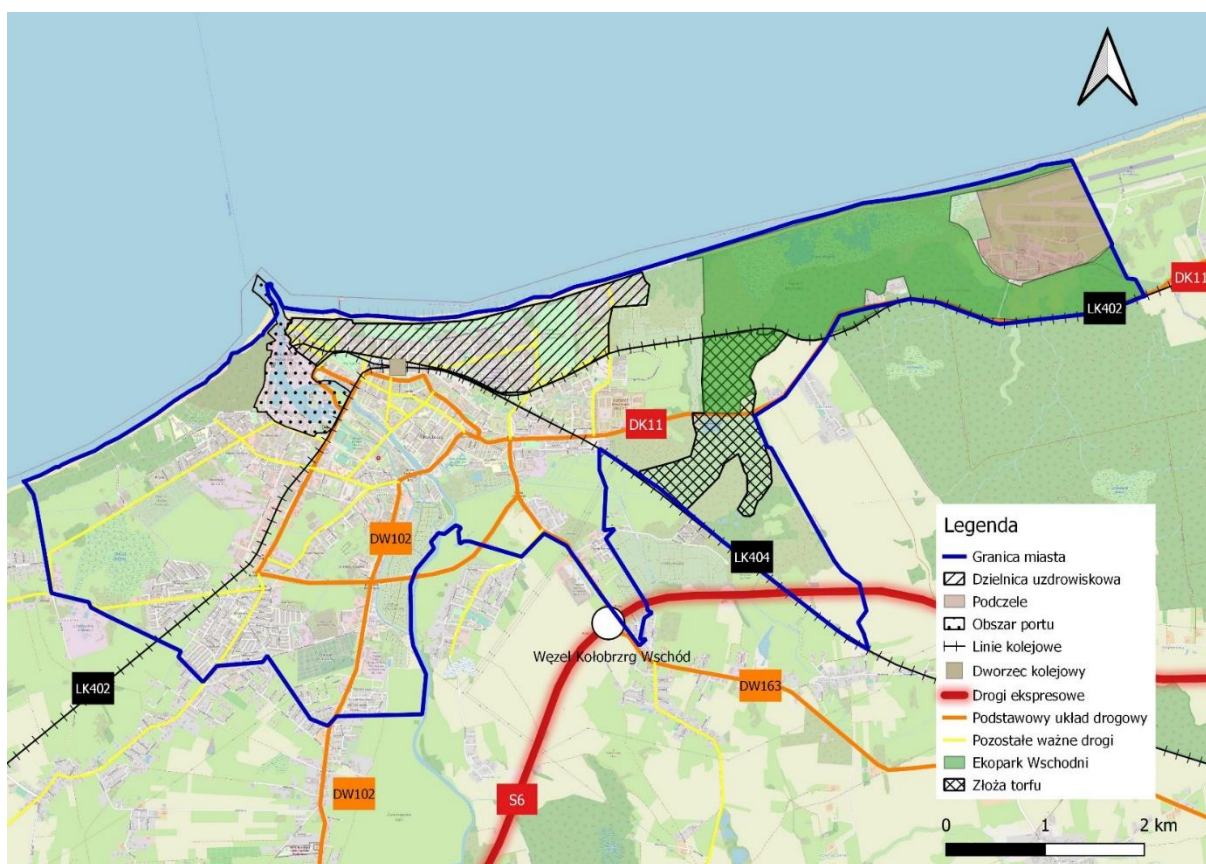 DK11
LK402
DK11
DW102
LK404
Legenda
Granica miasta
Dzielnica uzdrowiskowa
Podczele
Obszar portu
Linie kolejowe
Dworzec kolejowy
Drogi ekspresowe
Podstawowy układ drogowy
Pozostałe ważne drogi
Ekopark Wschodni
Złoża torfu
0 1 2 km
Węzeł Kołobrzrg Wschód
LK402
DW163
DW102
S6